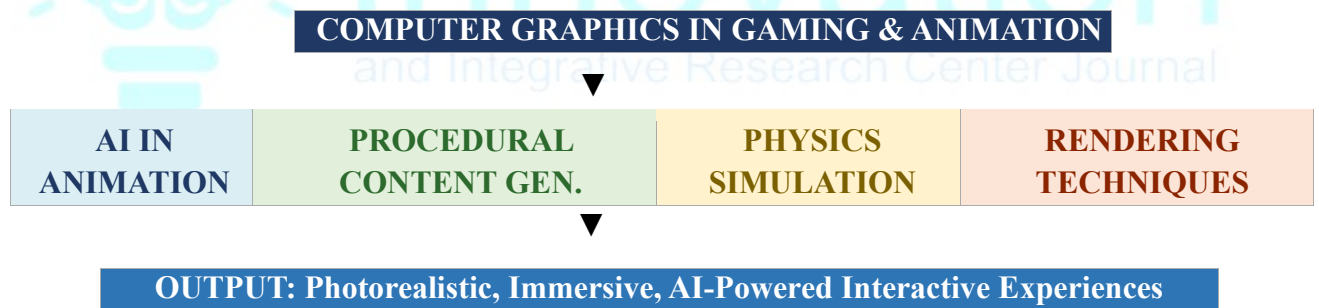 Innovation
COMPUTER GRAPHICS IN GAMING & ANIMATION
and Integrative Research Center Journal
▼
AI IN
ANIMATION
PROCEDURAL
CONTENT GEN.
PHYSICS
SIMULATION
RENDERING
TECHNIQUES
▼
OUTPUT: Photorealistic, Immersive, AI-Powered Interactive Experiences